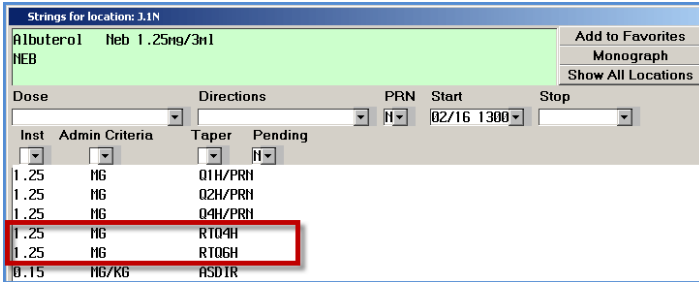 Strings for location: J.1N
Albuterol Neb 1.25mg/3ml
NEB
Add to Favorites
Monograph
Show All Locations
Dose Directions PRN Start Stop
N 02/16 1300
Inst Admin Criteria Taper Pending
N
1.25 MG Q1H/PRN
1.25 MG Q2H/PRN
1.25 MG Q4H/PRN
1.25 MG RTQ4H
1.25 MG RTQ6H
0.15 MG/KG ASDIR